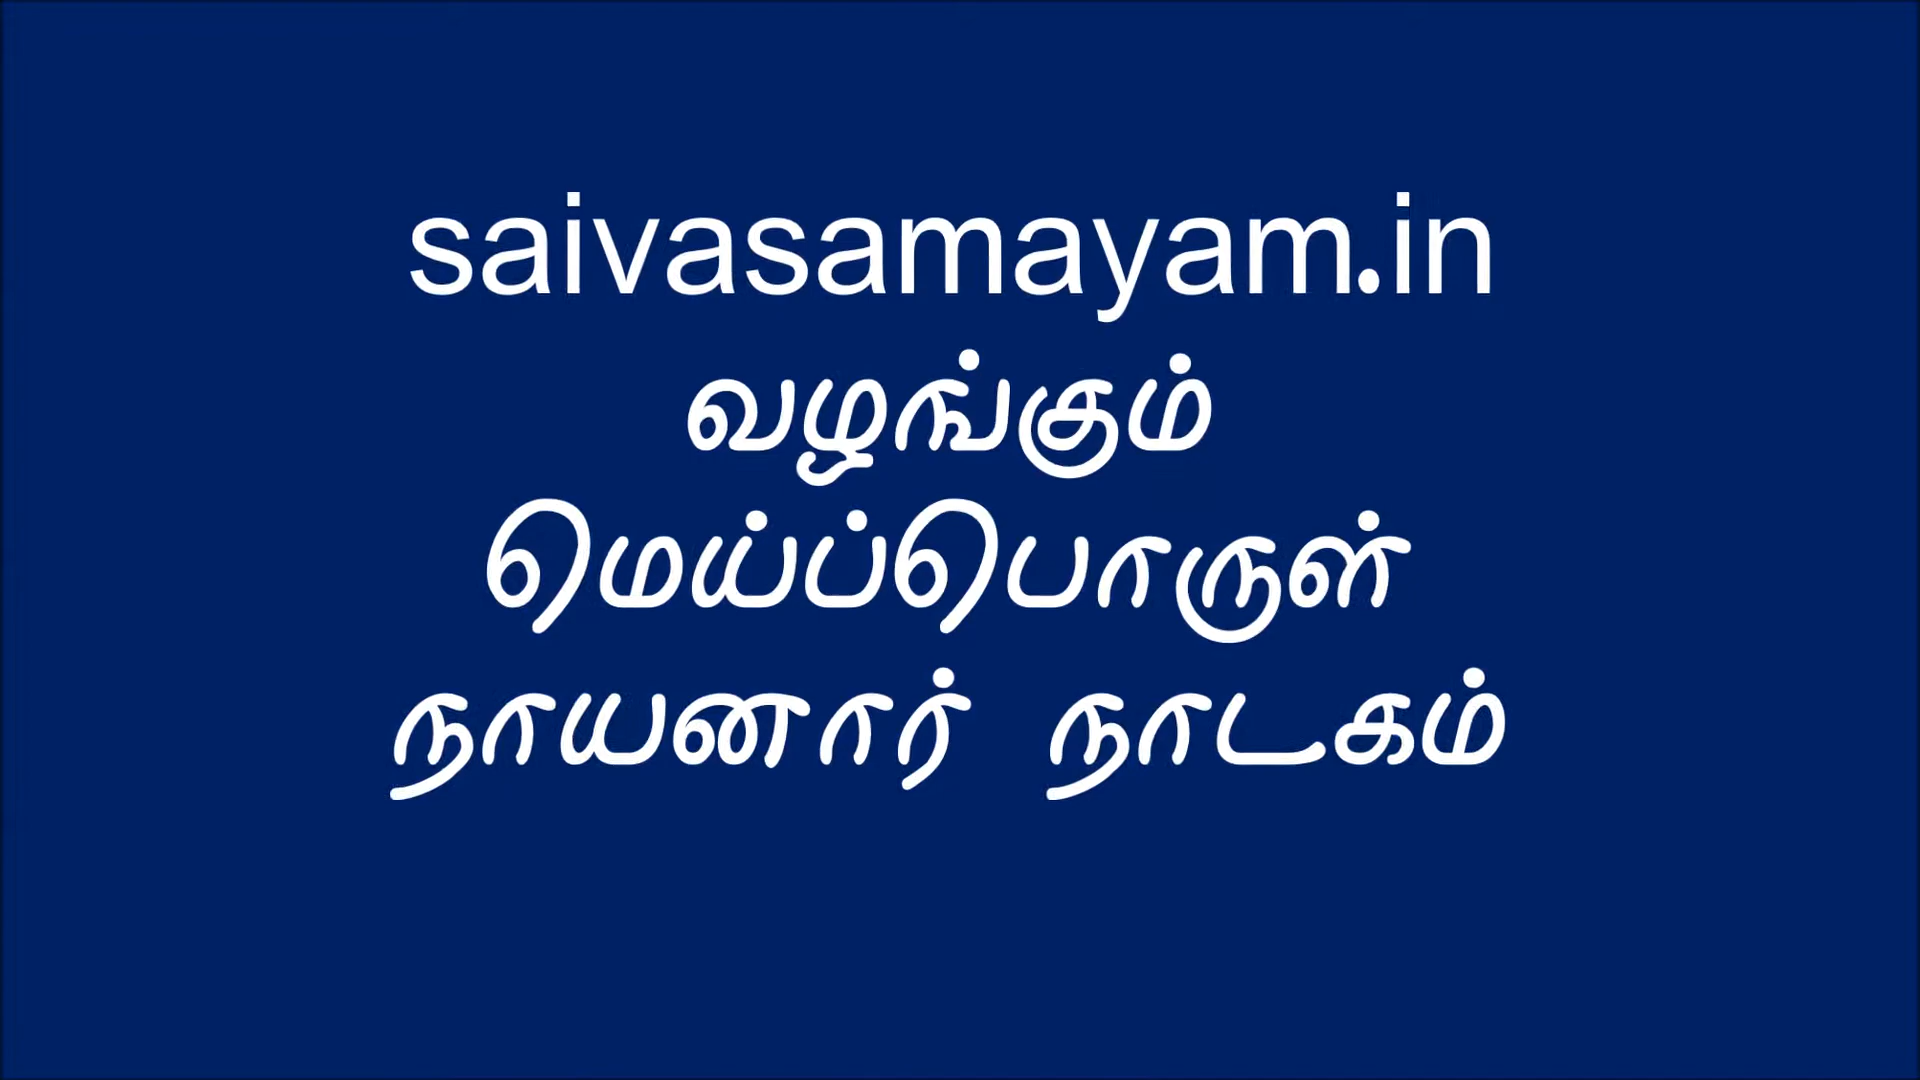 saivasamayam.in
வழங்கும்
மெய்ப்பொருள்
நாயனார் நாடகம்